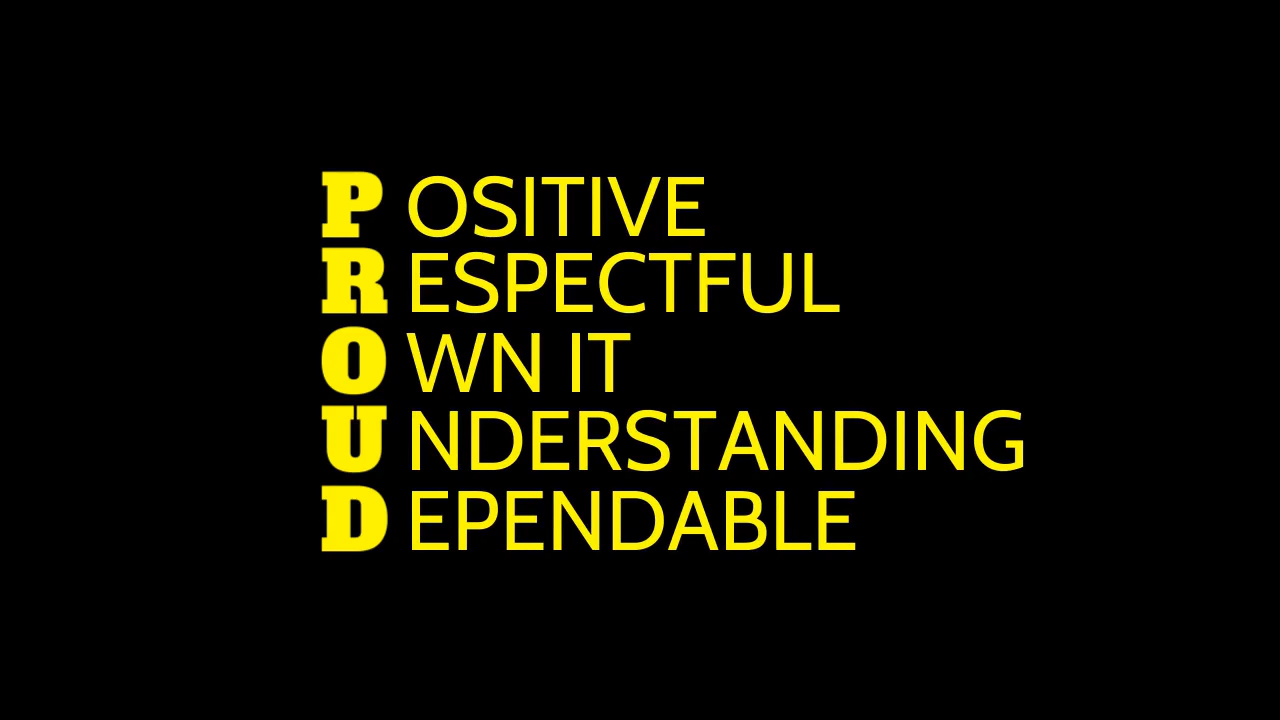 POSITIVE
RESPECTFUL
OWN IT
UNDERSTANDING
DEPENDABLE